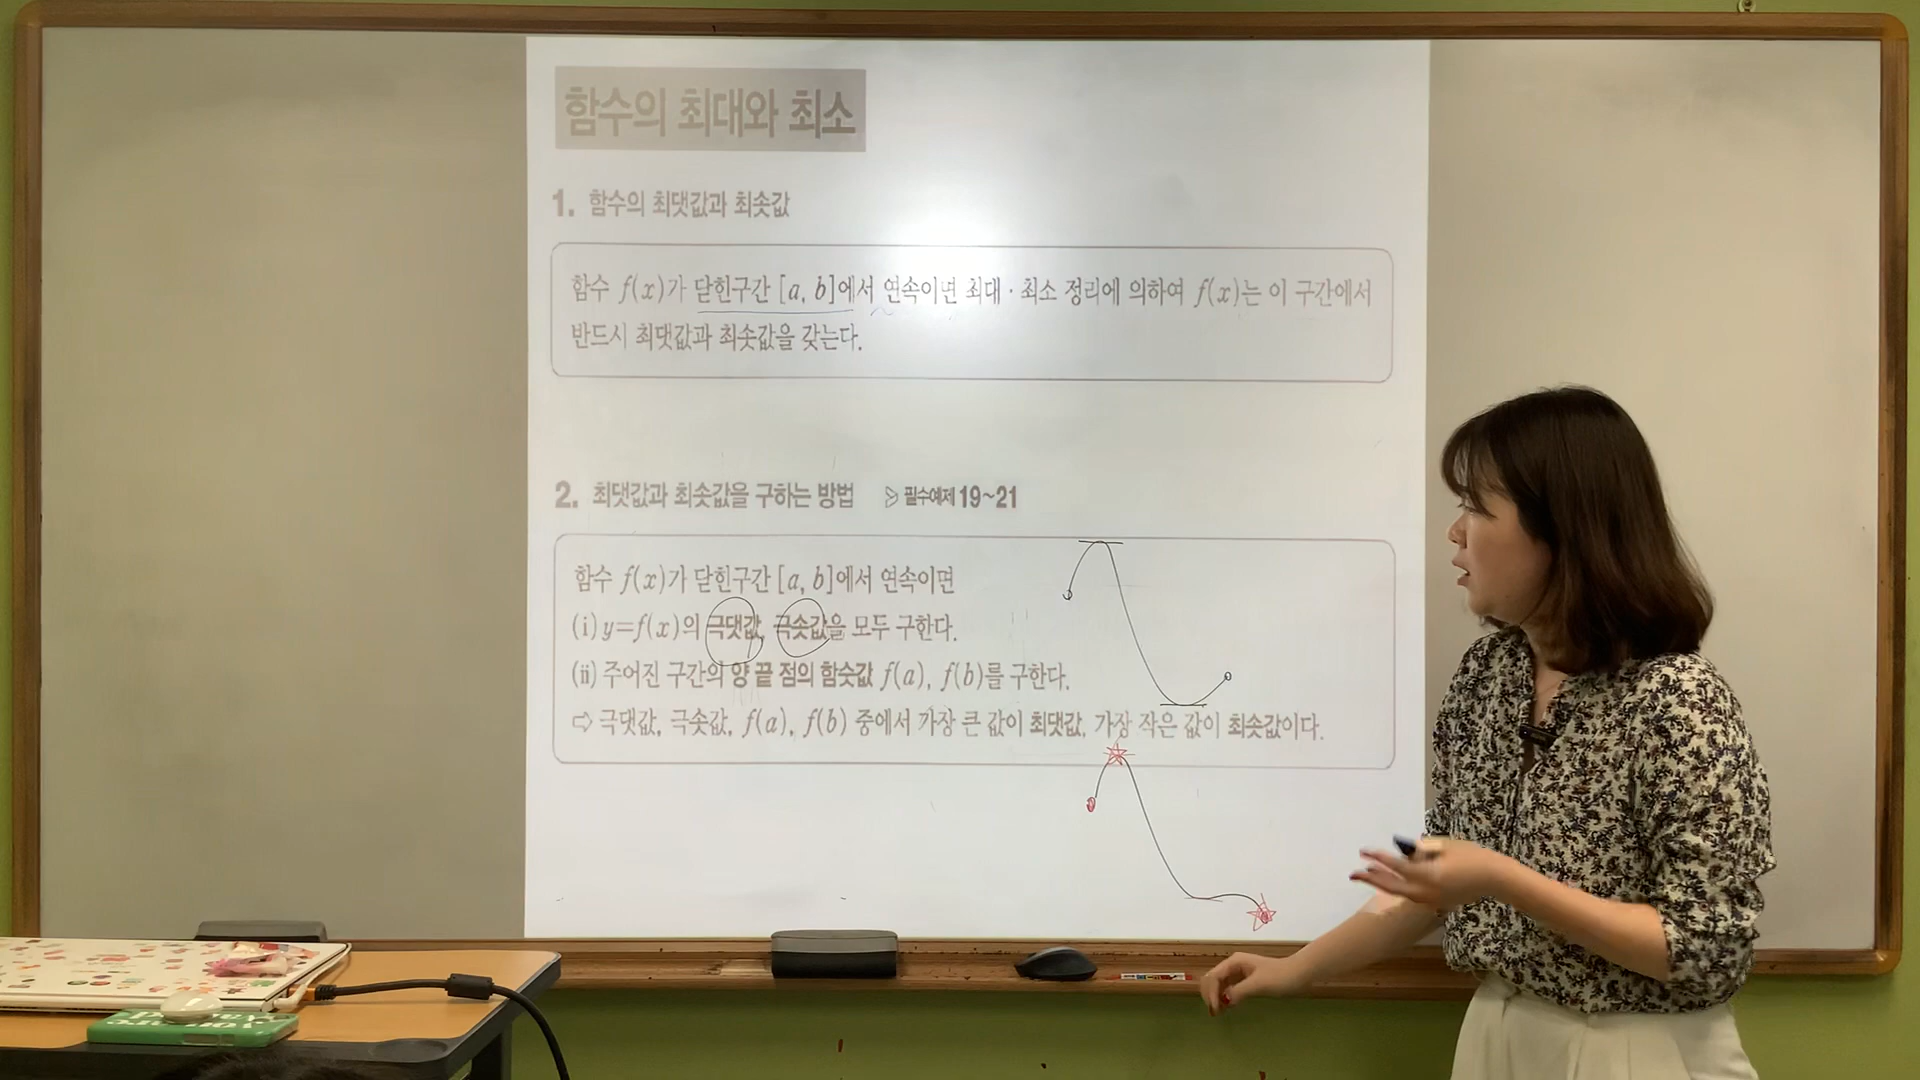 함수의 최대와 최소
1. 함수의 최댓값과 최솟값
함수 f(x)가 닫힌구간 [a, b]에서 연속이면 최대·최소 정리에 의하여 f(x)는 이 구간에서
반드시 최댓값과 최솟값을 갖는다.
2. 최댓값과 최솟값을 구하는 방법 필수예제 19~21
함수 f(x)가 닫힌구간 [a, b]에서 연속이면
(i) y=f(x)의 극댓값, 극솟값을 모두 구한다.
(ii) 주어진 구간의 양 끝 점의 함숫값 f(a), f(b)를 구한다.
⇨ 극댓값, 극솟값, f(a), f(b) 중에서 가장 큰 값이 최댓값, 가장 작은 값이 최솟값이다.